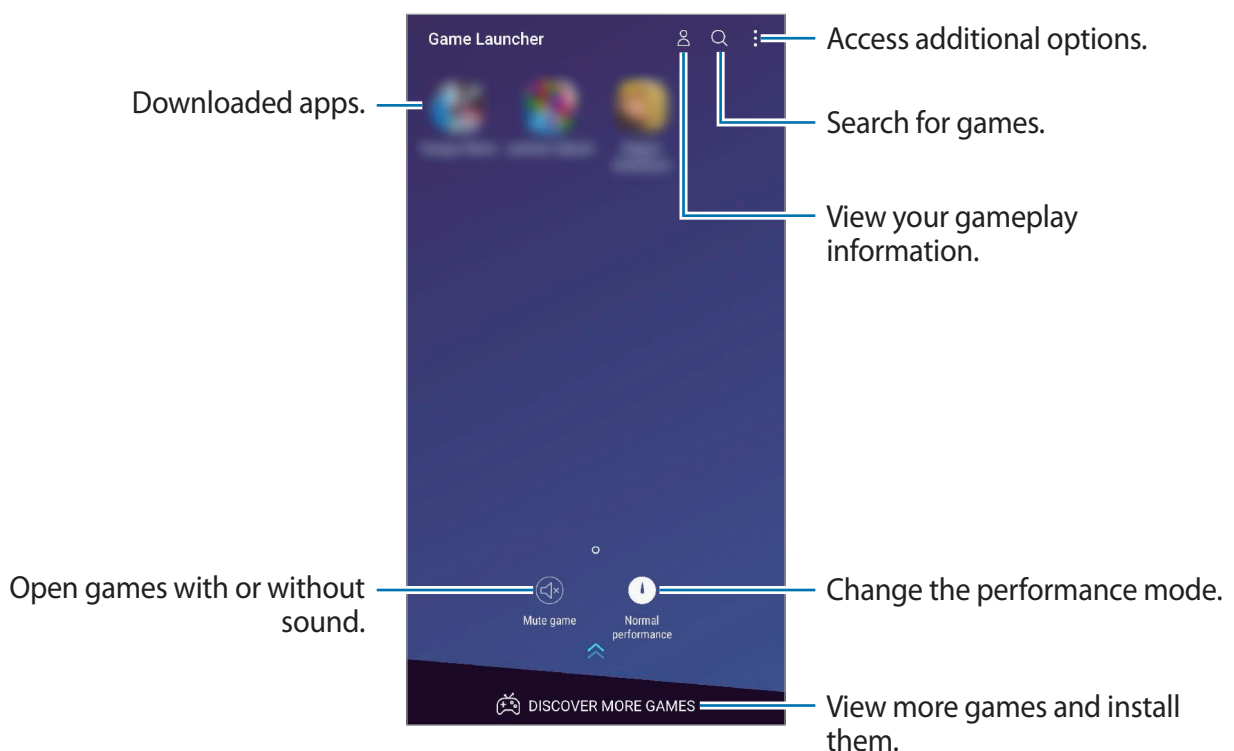 Game Launcher
Access additional options.
Downloaded apps.
Search for games.
View your gameplay
information.
Open games with or without
sound.
Mute game
Normal
performance
Change the performance mode.
DISCOVER MORE GAMES
View more games and install
them.